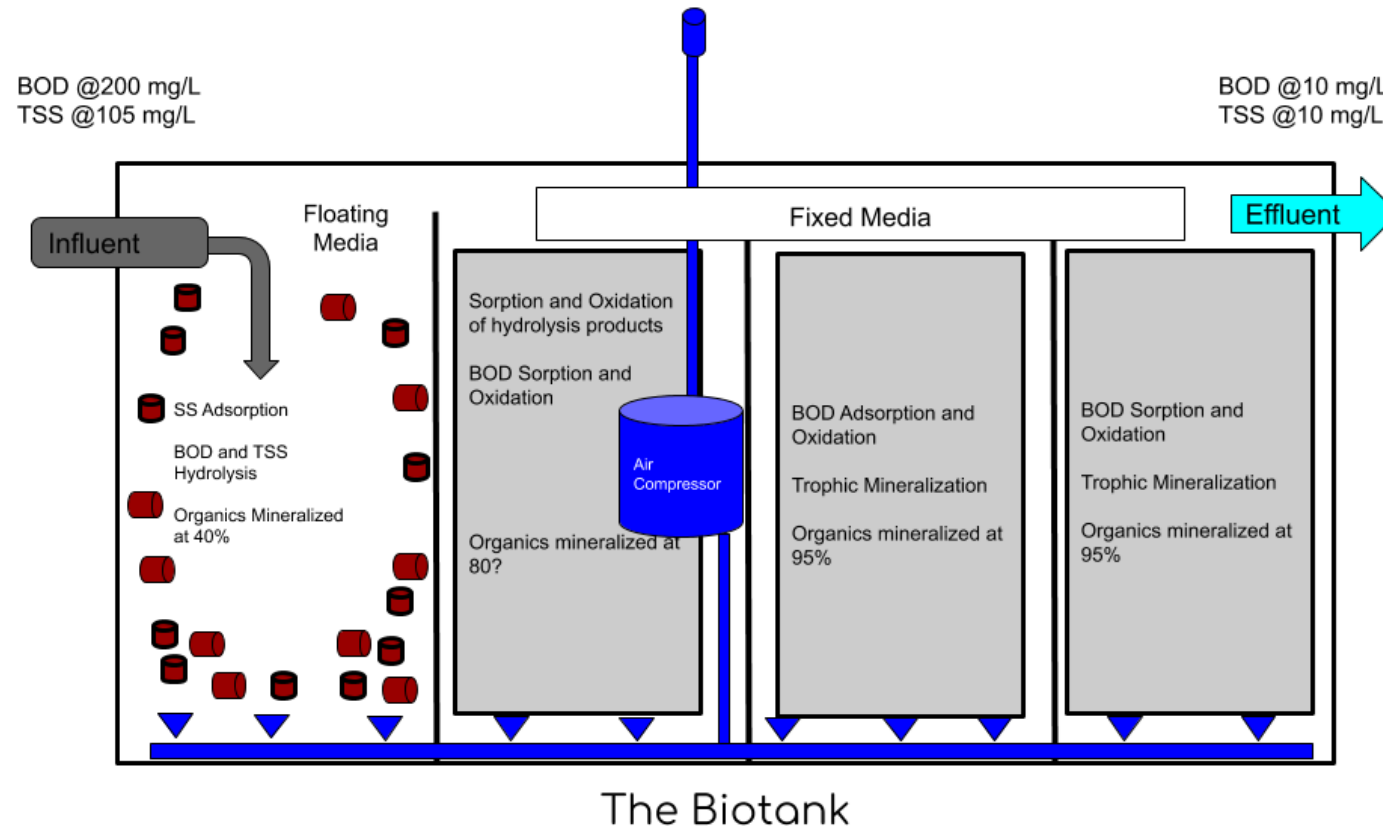 BOD @200 mg/L
TSS @105 mg/L
BOD @10 mg/L
TSS @10 mg/L
Influent
Floating
Media
Fixed Media
Effluent
SS Adsorption
BOD and TSS
Hydrolysis
Organics Mineralized
at 40%
Sorption and Oxidation
of hydrolysis products
BOD Sorption and
Oxidation
Organics mineralized at
80?
Air
Compressor
BOD Adsorption and
Oxidation
Trophic Mineralization
Organics mineralized at
95%
BOD Sorption and
Oxidation
Trophic Mineralization
Organics mineralized at
95%
The Biotank